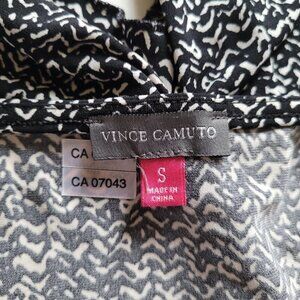 VINCE CAMUTO
CA
CA 07043
S
MADE IN
CHINA